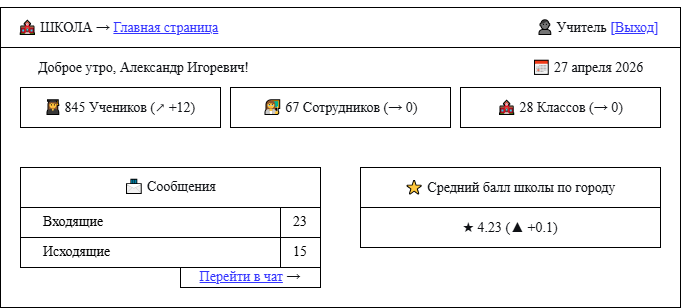 ШКОЛА → Главная страница
Учитель [Выход]
Доброе утро, Александр Игоревич!
27 апреля 2026
845 Учеников (↗ +12)
67 Сотрудников (→ 0)
28 Классов (→ 0)
Сообщения
Входящие 23
Исходящие 15
Перейти в чат →
Средний балл школы по городу
★ 4.23 (▲ +0.1)